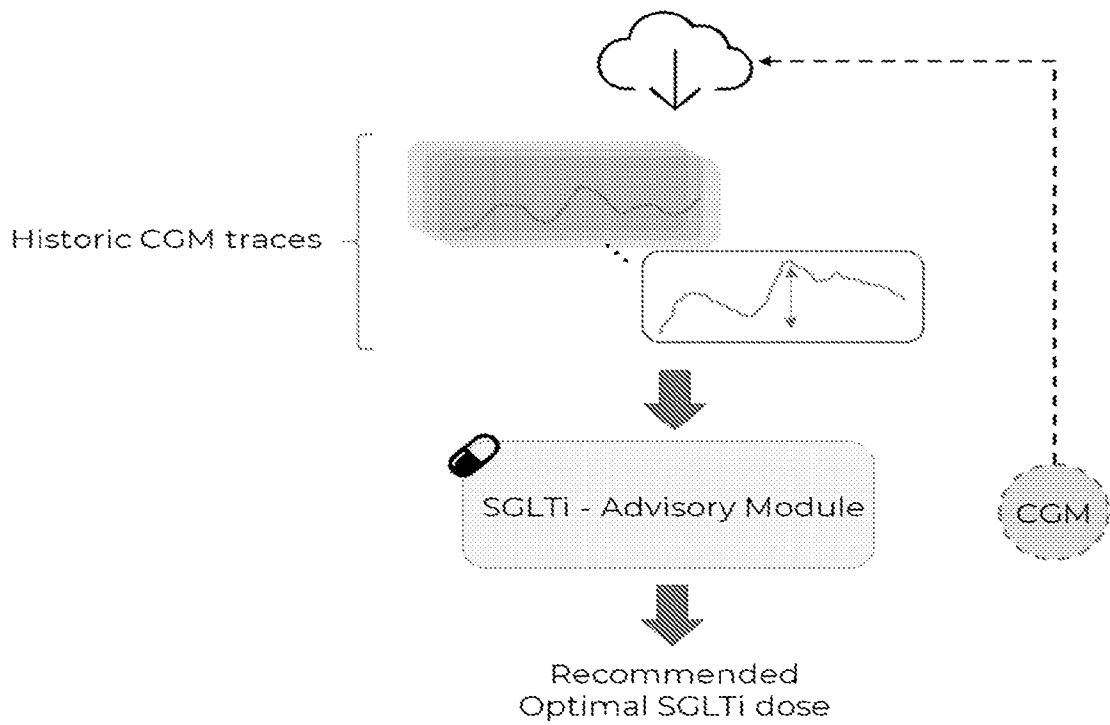 Historic CGM traces
SGLTi - Advisory Module
CGM
Recommended
Optimal SGLTi dose